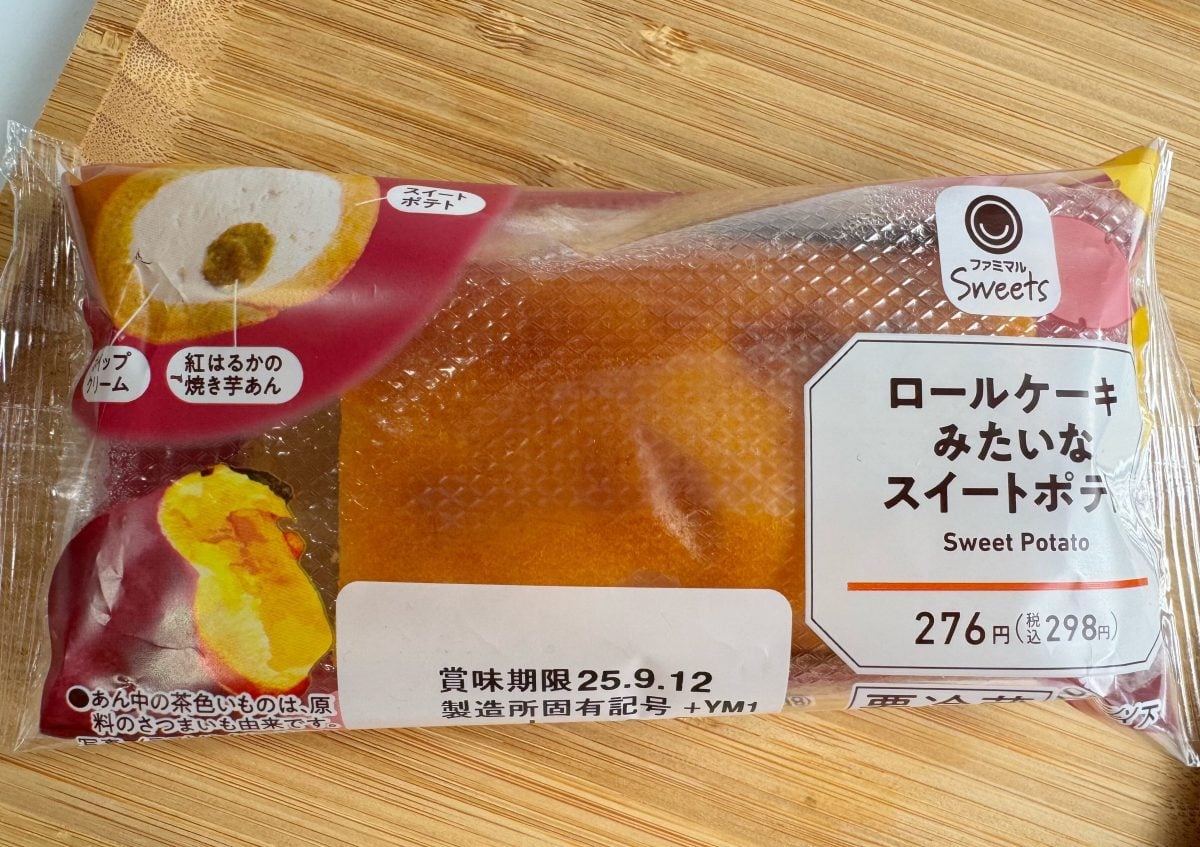 スイート
ポテト
イップ
クリーム
紅はるかの
焼き芋あん
ファミマル
Sweets
ロールケーキ
みたいな
スイートポテ
Sweet Potato
276円(税込298円)
賞味期限25.9.12
製造所固有記号 +YM1
●あん中の茶色いものは、原
料のさつまいも由来です。
要冷蔵